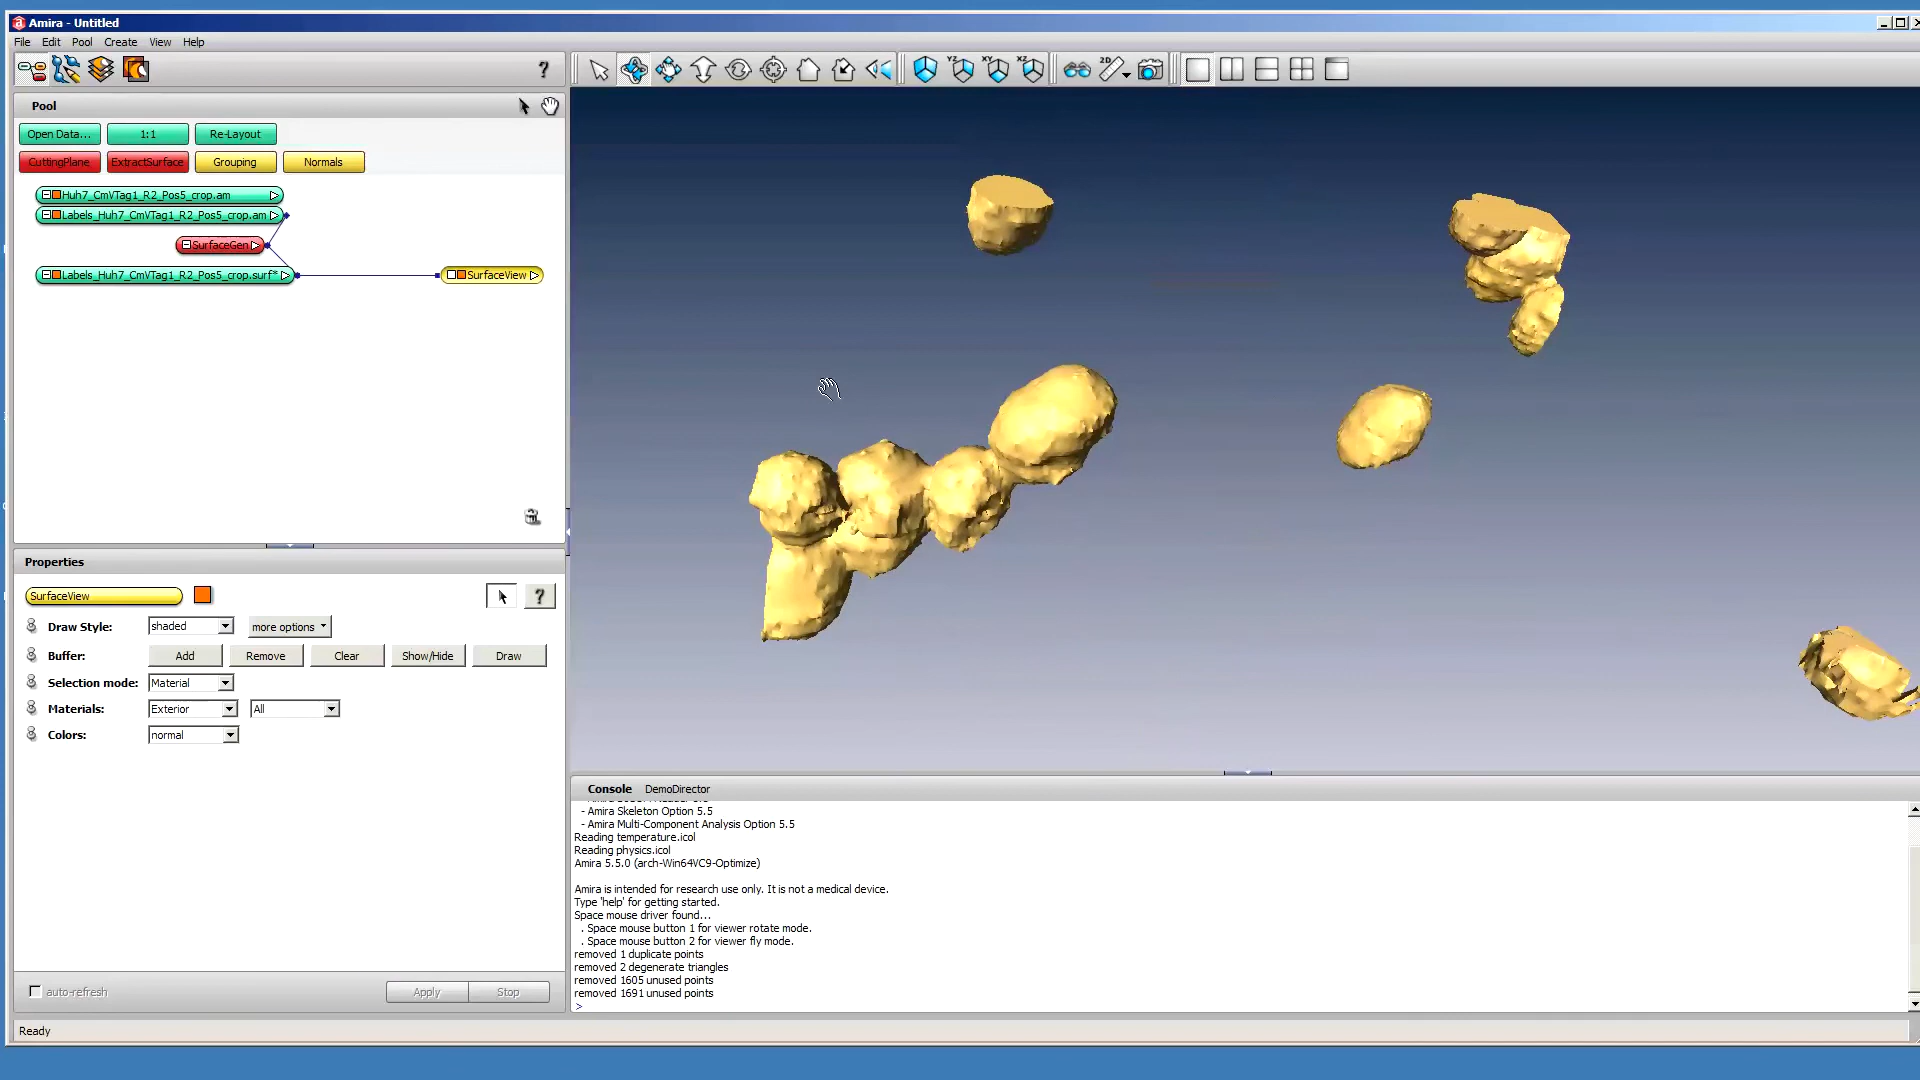 Amira - Untitled
File Edit Pool Create View Help
?
YZ XY XZ 2D
Pool
Open Data... 1:1 Re-Layout
CuttingPlane ExtractSurface Grouping Normals
Huh7_CmVTag1_R2_Pos5_crop.am
Labels_Huh7_CmVTag1_R2_Pos5_crop.am
SurfaceGen
Labels_Huh7_CmVTag1_R2_Pos5_crop.surf* SurfaceView
Properties
SurfaceView ?
Draw Style: shaded more options
Buffer: Add Remove Clear Show/Hide Draw
Selection mode: Material
Materials: Exterior All
Colors: normal
auto-refresh Apply Stop
Ready
Console DemoDirector
- Amira Skeleton Option 5.5
- Amira Multi-Component Analysis Option 5.5
Reading temperature.icol
Reading physics.icol
Amira 5.5.0 (arch-Win64VC9-Optimize)
Amira is intended for research use only. It is not a medical device.
Type 'help' for getting started.
Space mouse driver found...
. Space mouse button 1 for viewer rotate mode.
. Space mouse button 2 for viewer fly mode.
removed 1 duplicate points
removed 2 degenerate triangles
removed 1605 unused points
removed 1691 unused points
>